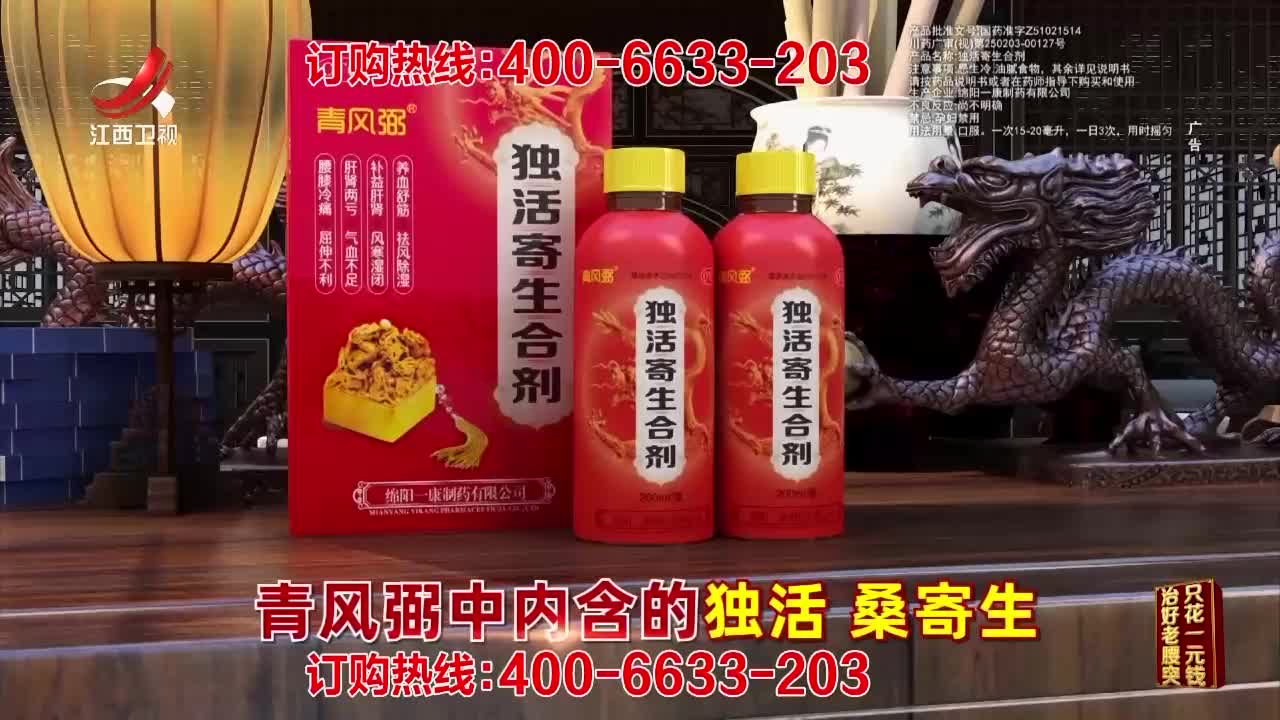 订购热线:400-6633-203
江西卫视
产品批准文号:国药准字Z51021514
川药广审(视)第250203-00127号
产品名称:独活寄生合剂
注意事项:忌生冷,油腻食物，其余详见说明书
请按药品说明书或者在药师指导下购买和使用
生产企业:绵阳一康制药有限公司
不良反应:尚不明确
禁忌:孕妇禁用
用法用量:口服。一次15-20毫升，一日3次，用时摇匀
广告
青风弼®
独活寄生合剂
养血舒筋 祛风除湿
补益肝肾 风寒湿闭
肝肾两亏 气血不足
腰膝冷痛 屈伸不利
绵阳一康制药有限公司
MIANYANG YIKANG PHARMACEUTICAL CO.,LTD
青风弼
独活寄生合剂
200ml/瓶
青风弼
独活寄生合剂
200ml/瓶
青风弼中内含的独活 桑寄生
订购热线:400-6633-203
只花一二元钱
治好老腰突